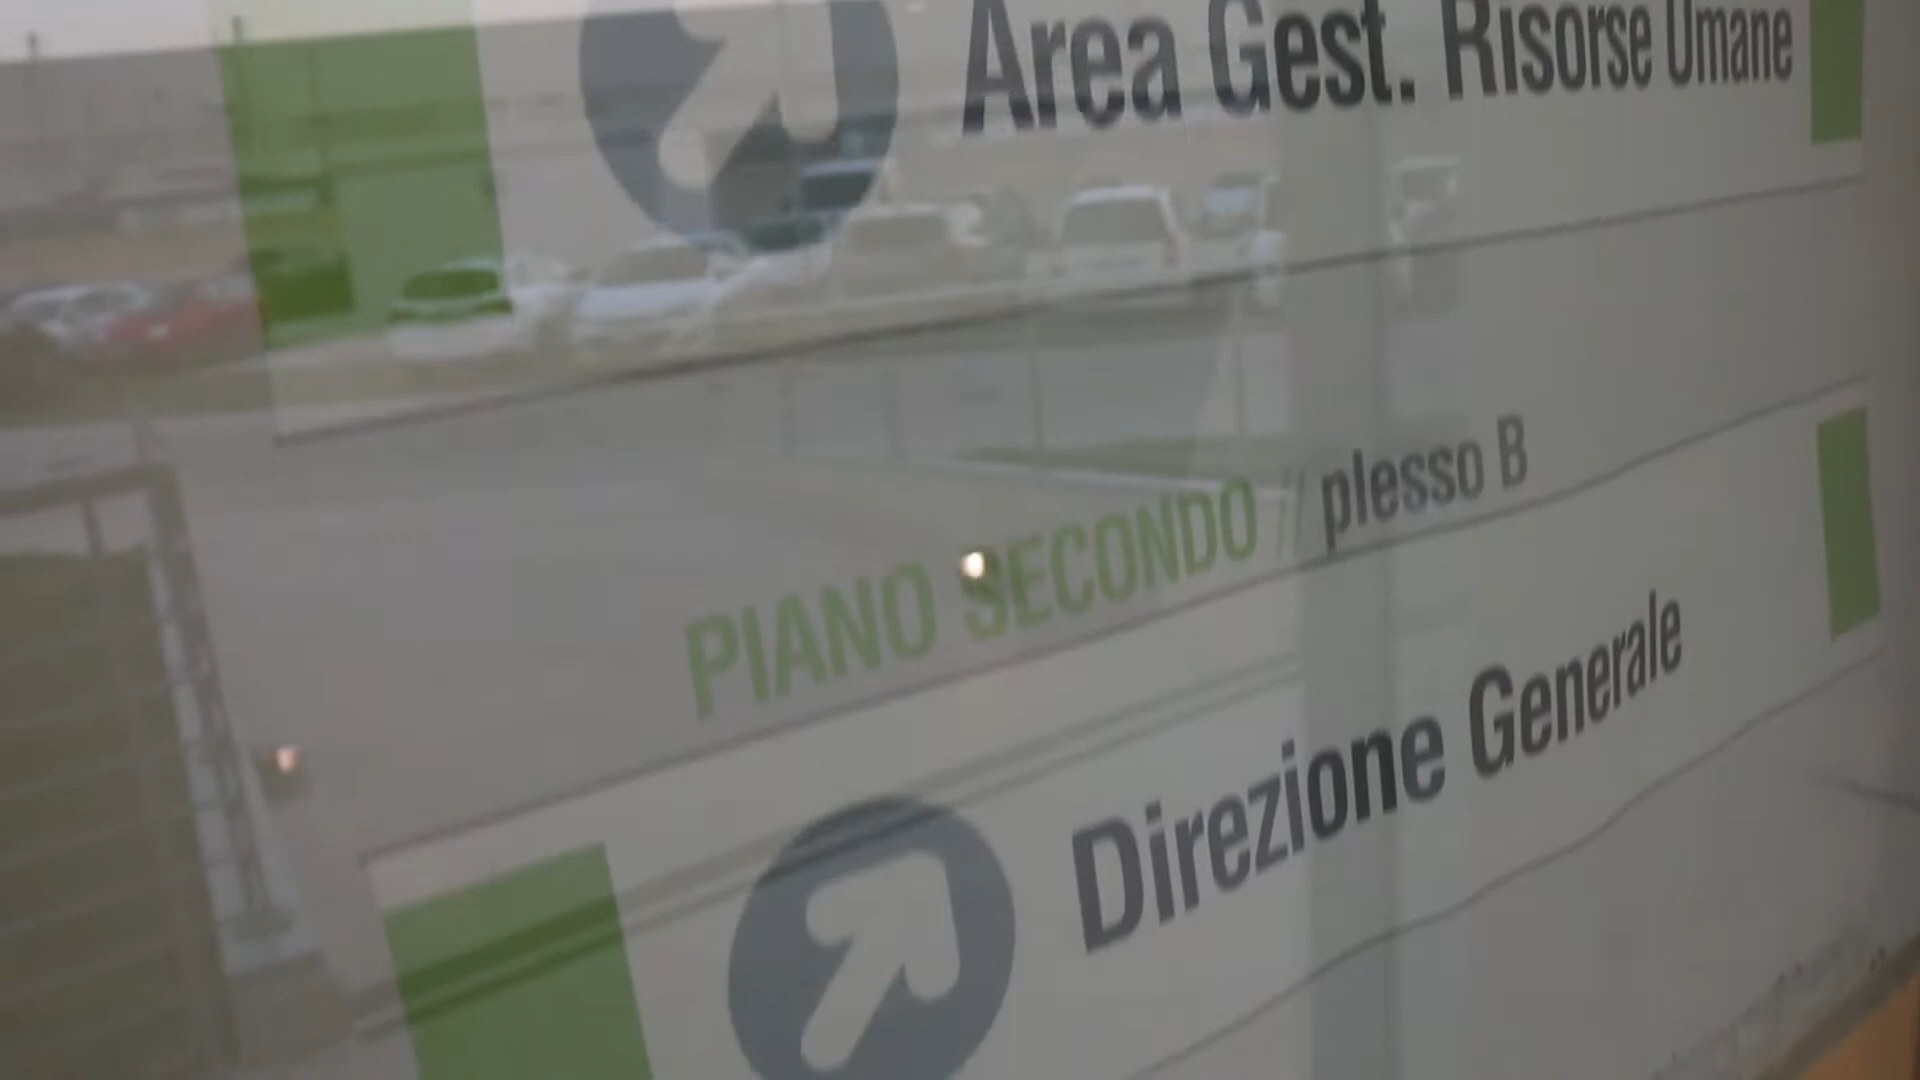 Area Gest. Risorse Umane
PIANO SECONDO // plesso B
Direzione Generale